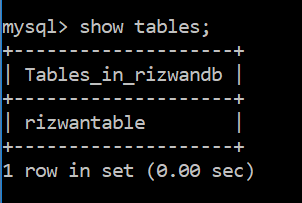 mysql> show tables;
+--------------------+
| Tables_in_rizwandb |
+--------------------+
| rizwantable        |
+--------------------+
1 row in set (0.00 sec)